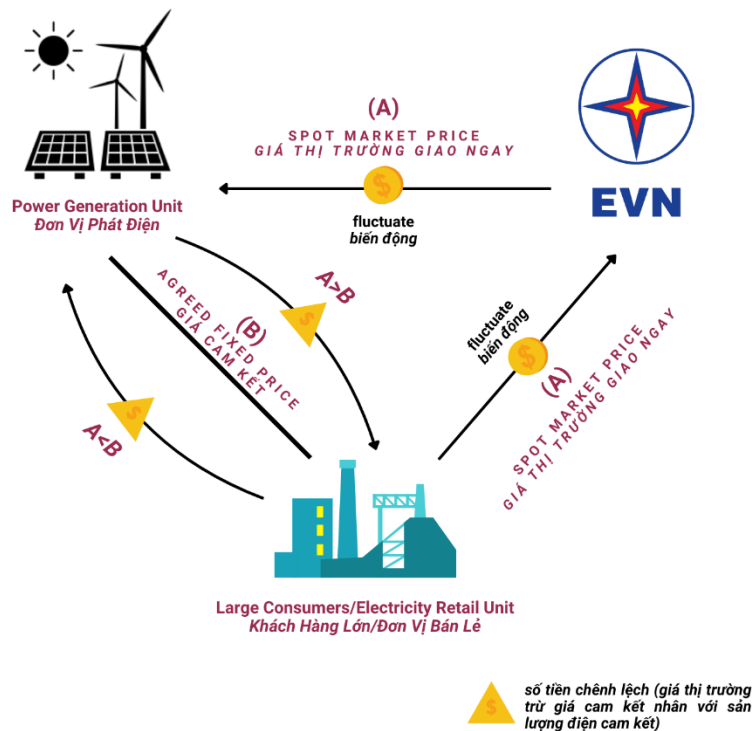 (A)
SPOT MARKET PRICE
GIÁ THỊ TRƯỜNG GIAO NGAY
$
fluctuate
biến động
EVN
Power Generation Unit
Đơn Vị Phát Điện
A>B
$
(B)
AGREED FIXED PRICE
GIÁ CAM KẾT
A<B
$
fluctuate
biến động
$
(A)
SPOT MARKET PRICE
GIÁ THỊ TRƯỜNG GIAO NGAY
Large Consumers/Electricity Retail Unit
Khách Hàng Lớn/Đơn Vị Bán Lẻ
$
số tiền chênh lệch (giá thị trường
trừ giá cam kết nhân với sản
lượng điện cam kết)